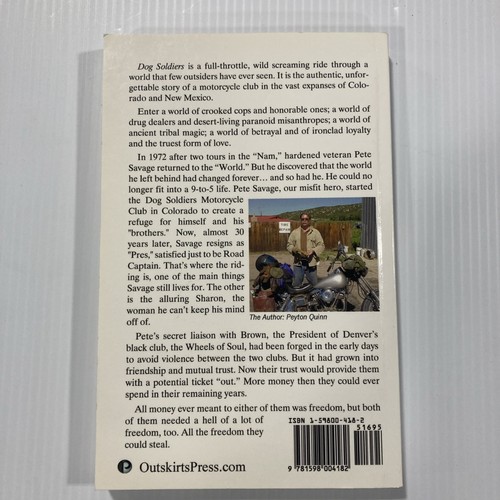 Dog Soldiers is a full-throttle, wild screaming ride through a
world that few outsiders have ever seen. It is the authentic, unfor-
gettable story of a motorcycle club in the vast expanses of Colo-
rado and New Mexico.
Enter a world of crooked cops and honorable ones; a world of
drug dealers and desert-living paranoid misanthropes; a world of
ancient tribal magic; a world of betrayal and of ironclad loyalty
and the truest form of love.
In 1972 after two tours in the "Nam," hardened veteran Pete
Savage returned to the "World." But he discovered that the world
he left behind had changed forever… and so had he. He could no
longer fit into a 9-to-5 life. Pete Savage, our misfit hero, started
the Dog Soldiers Motorcycle
Club in Colorado to create a
refuge for himself and his
"brothers." Now, almost 30
years later, Savage resigns as
"Pres," satisfied just to be Road
Captain. That's where the rid-
ing is, one of the main things
Savage still lives for. The other
is the alluring Sharon, the
woman he can't keep his mind
off of.
The Author: Peyton Quinn
Pete's secret liaison with Brown, the President of Denver's
black club, the Wheels of Soul, had been forged in the early days
to avoid violence between the two clubs. But it had grown into
friendship and mutual trust. Now their trust would provide them
with a potential ticket "out." More money then they could ever
spend in their remaining years.
All money ever meant to either of them was freedom, but both
of them needed a hell of a lot of
freedom, too. All the freedom they
could steal.
OutskirtsPress.com
ISBN 1-59800-418-2
51695
9 781598 004182